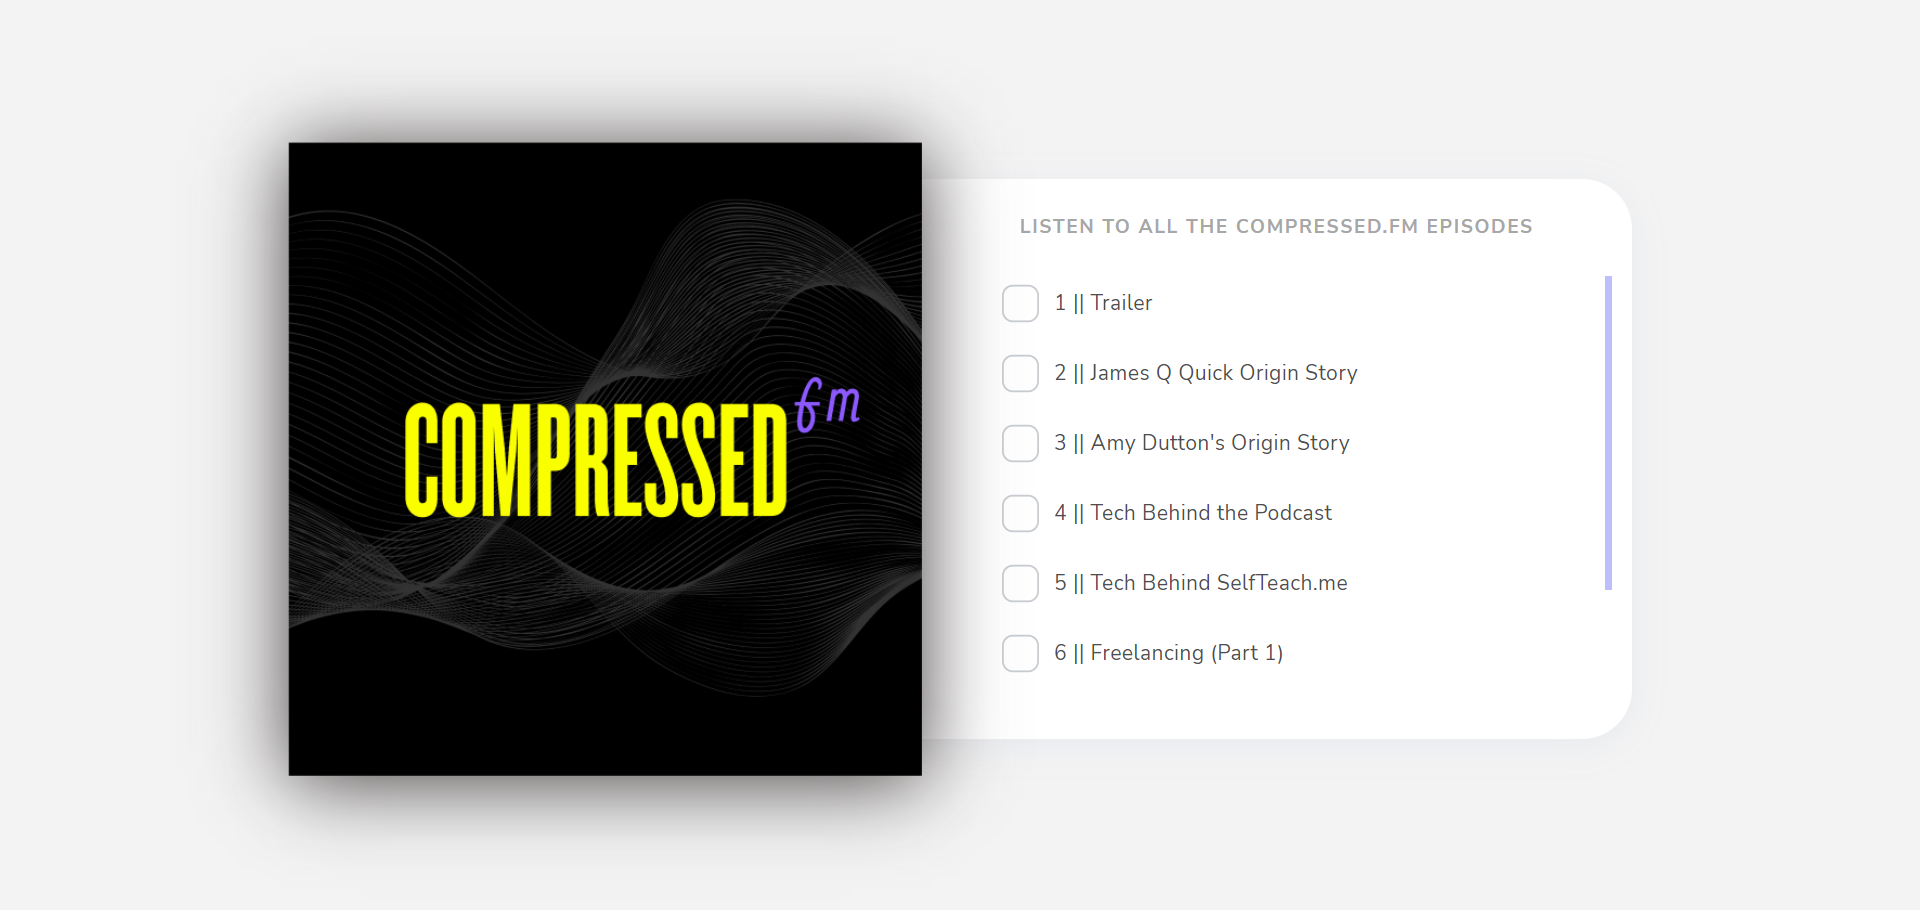 COMPRESSED fm
LISTEN TO ALL THE COMPRESSED.FM EPISODES
1 || Trailer
2 || James Q Quick Origin Story
3 || Amy Dutton's Origin Story
4 || Tech Behind the Podcast
5 || Tech Behind SelfTeach.me
6 || Freelancing (Part 1)